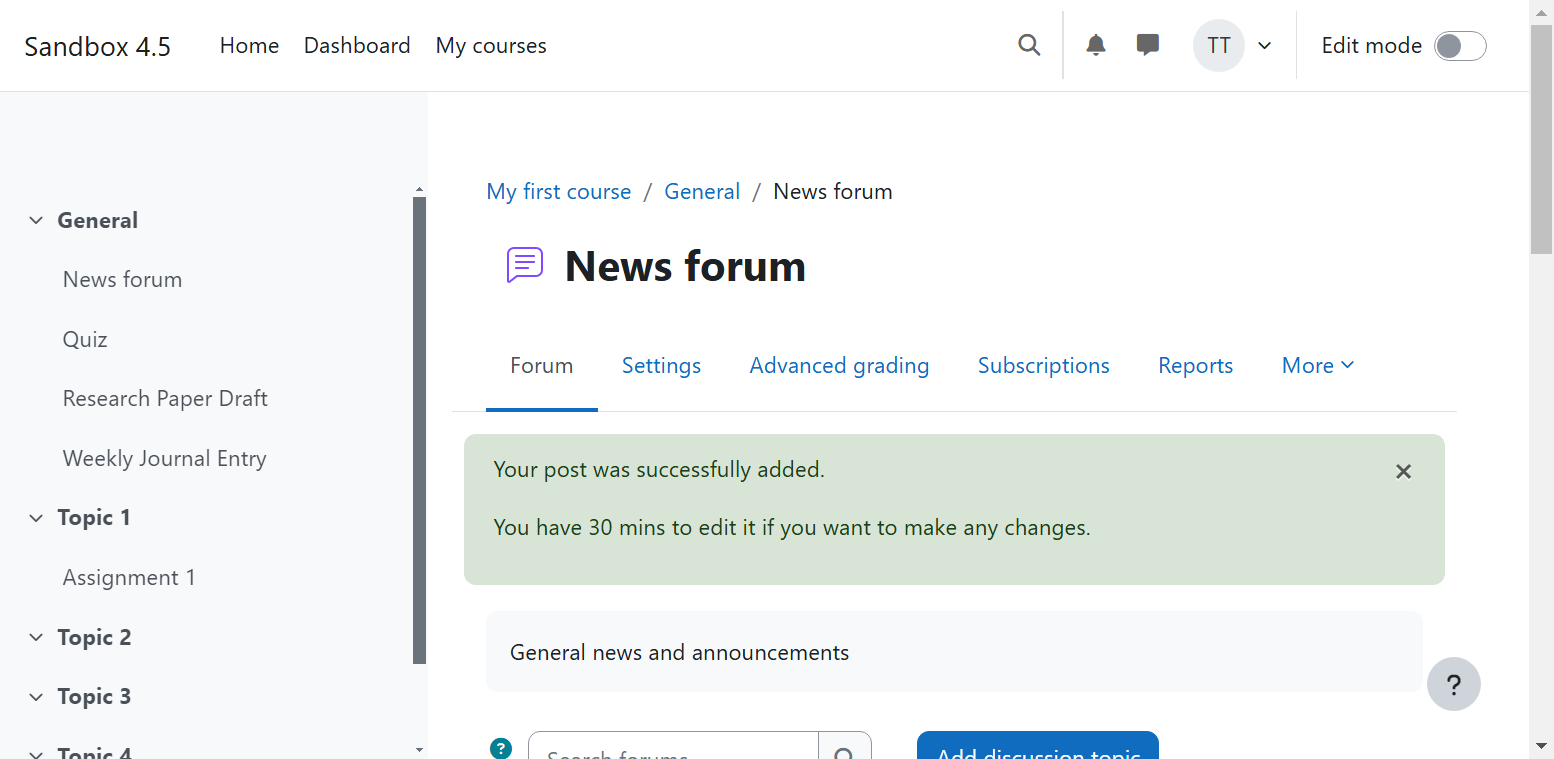 Sandbox 4.5 Home Dashboard My courses TT Edit mode
General
News forum
Quiz
Research Paper Draft
Weekly Journal Entry
Topic 1
Assignment 1
Topic 2
Topic 3
Topic 4
My first course / General / News forum
News forum
Forum Settings Advanced grading Subscriptions Reports More
Your post was successfully added. ×
You have 30 mins to edit it if you want to make any changes.
General news and announcements
?
? Search forums Add discussion topic